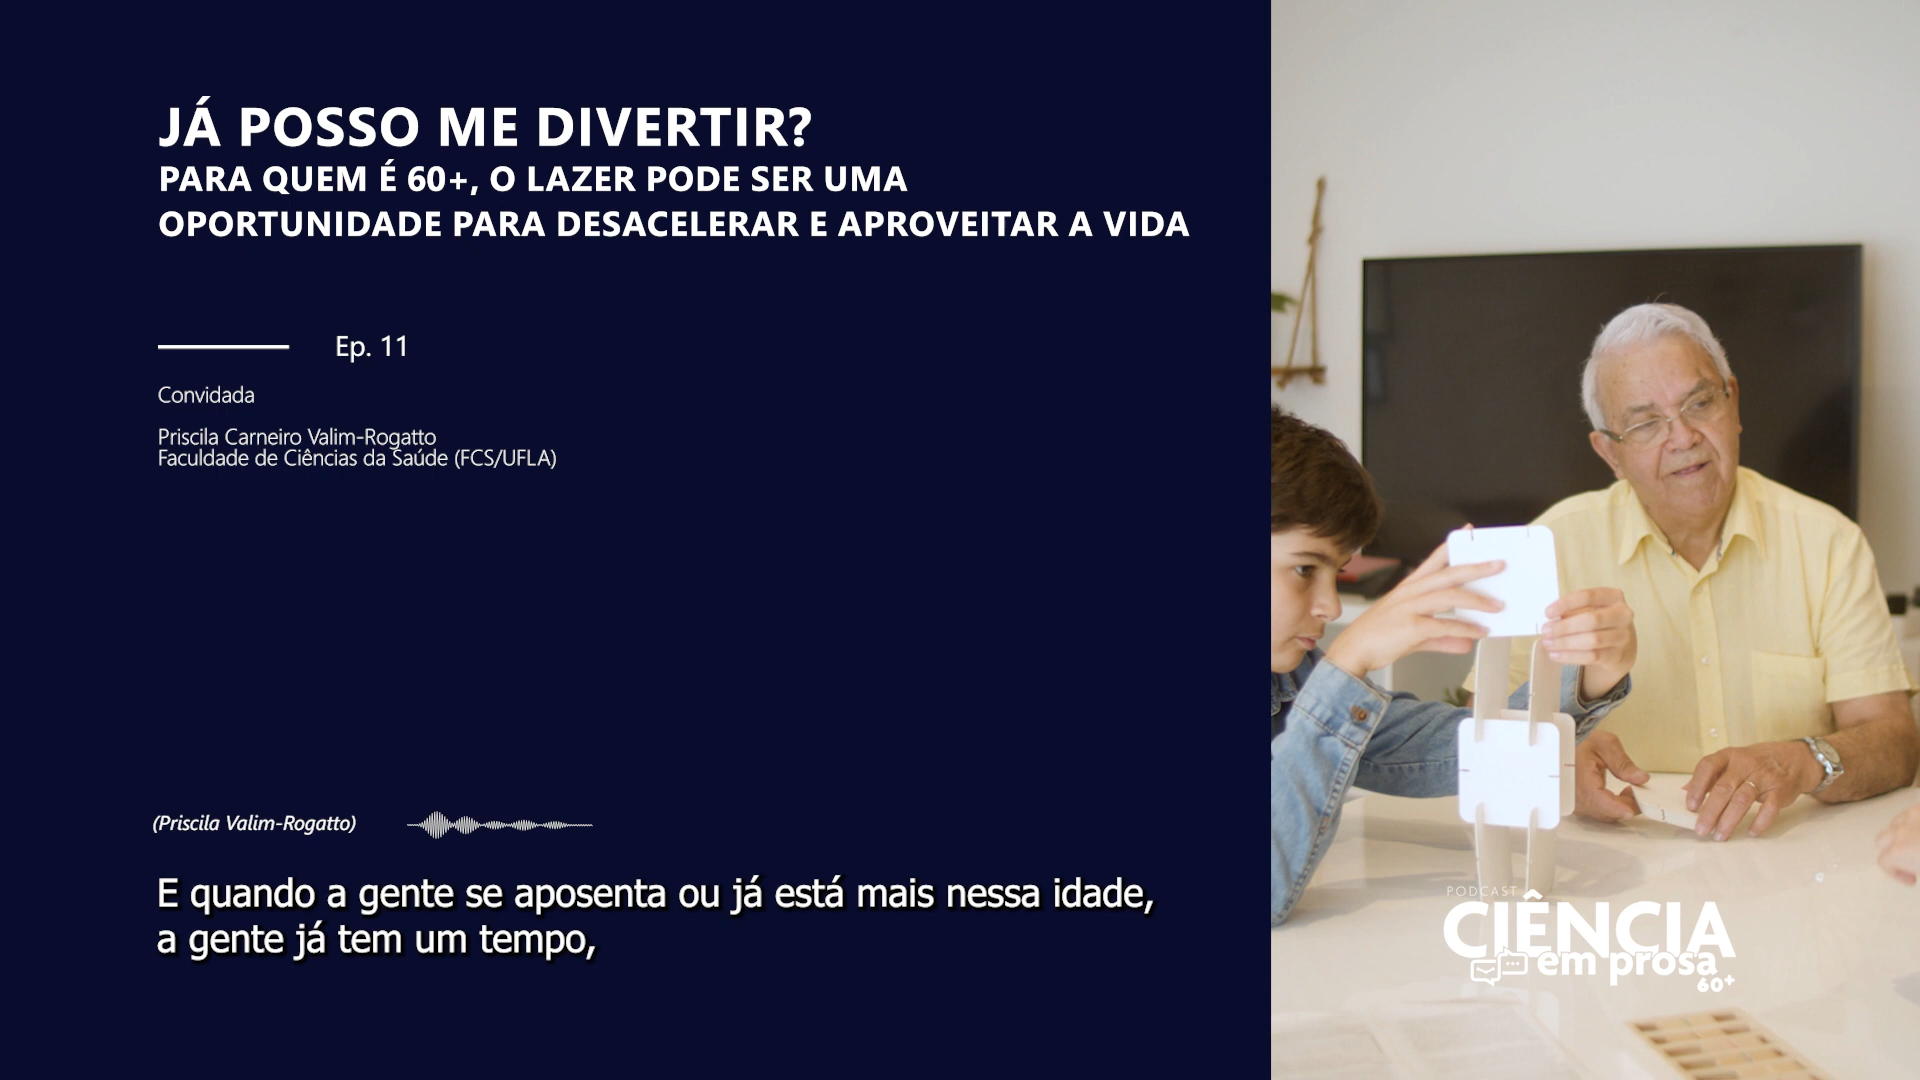 JÁ POSSO ME DIVERTIR?
PARA QUEM É 60+, O LAZER PODE SER UMA
OPORTUNIDADE PARA DESACELERAR E APROVEITAR A VIDA
Ep. 11
Convidada
Priscila Carneiro Valim-Rogatto
Faculdade de Ciências da Saúde (FCS/UFLA)
(Priscila Valim-Rogatto)
E quando a gente se aposenta ou já está mais nessa idade,
a gente já tem um tempo,
PODCAST
CIÊNCIA
em prosa
60+